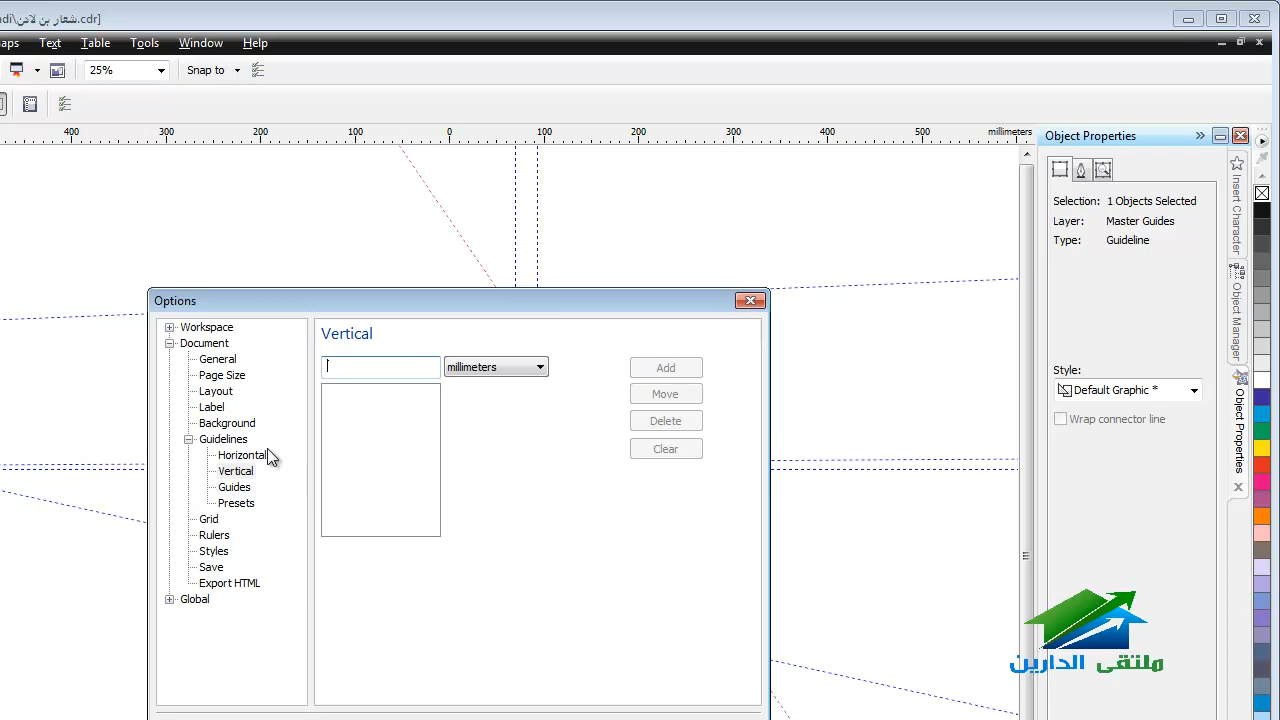 di\شعار بن لادن.cdr]
aps Text Table Tools Window Help
25% Snap to
400 300 200 100 0 100 200 300 400 500 millimeters
Object Properties
Selection: 1 Objects Selected
Layer: Master Guides
Type: Guideline
Style:
Default Graphic *
Wrap connector line
Insert Character
Object Manager
Object Properties
Options
Workspace
Document
General
Page Size
Layout
Label
Background
Guidelines
Horizontal
Vertical
Guides
Presets
Grid
Rulers
Styles
Save
Export HTML
Global
Vertical
millimeters
Add
Move
Delete
Clear
ملتقى الدارين